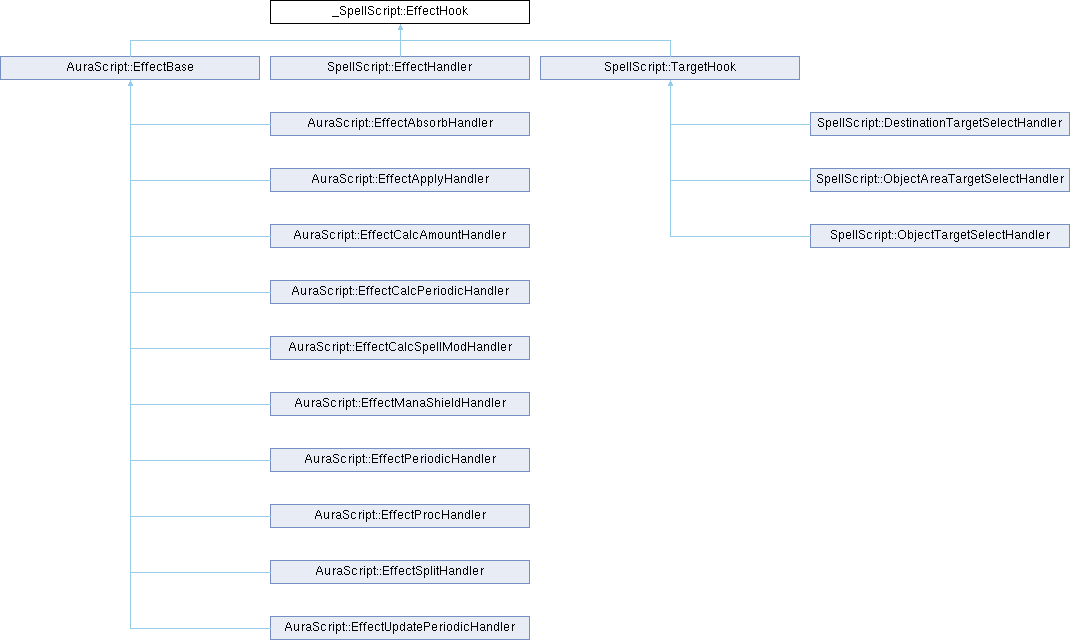 _SpellScript::EffectHook
AuraScript::EffectBase
SpellScript::EffectHandler
SpellScript::TargetHook
AuraScript::EffectAbsorbHandler
SpellScript::DestinationTargetSelectHandler
AuraScript::EffectApplyHandler
SpellScript::ObjectAreaTargetSelectHandler
AuraScript::EffectCalcAmountHandler
SpellScript::ObjectTargetSelectHandler
AuraScript::EffectCalcPeriodicHandler
AuraScript::EffectCalcSpellModHandler
AuraScript::EffectManaShieldHandler
AuraScript::EffectPeriodicHandler
AuraScript::EffectProcHandler
AuraScript::EffectSplitHandler
AuraScript::EffectUpdatePeriodicHandler